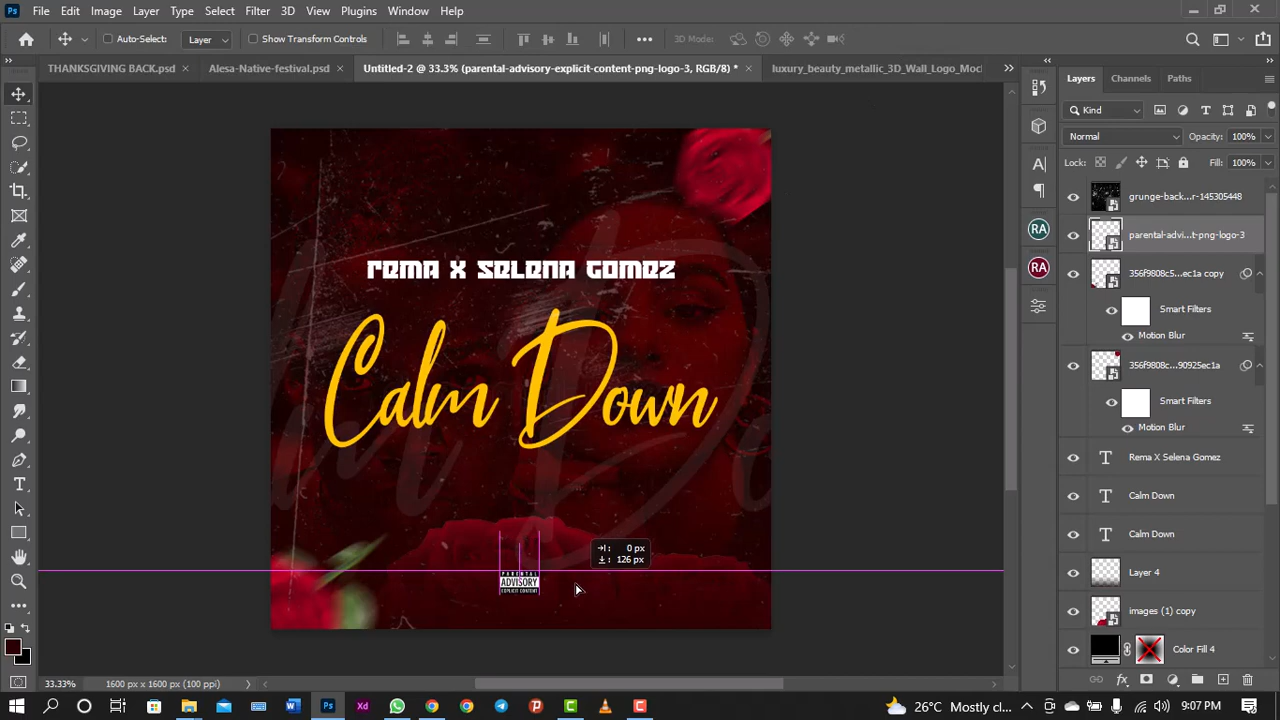 Ps File Edit Image Layer Type Select Filter 3D View Plugins Window Help
Auto-Select: Layer Show Transform Controls 3D Mode:
THANKSGIVING BACK.psd × Alesa-Native-festival.psd × Untitled-2 @ 33.3% (parental-advisory-explicit-content-png-logo-3, RGB/8) * × luxury_beauty_metallic_3D_Wall_Logo_Moc
Layers Channels Paths
Kind
Normal Opacity: 100%
Lock: Fill: 100%
grunge-back...r-145305448
parental-advi...t-png-logo-3
RA
356f9808c5...ec1a copy
RA
Smart Filters
Motion Blur
356f9808...90925ec1a
Smart Filters
Motion Blur
Rema X Selena Gomez
Calm Down
Calm Down
Layer 4
images (1) copy
Color Fill 4
Rema X Selena Gomez
Calm Down
0 px
126 px
PARENTAL
ADVISORY
EXPLICIT CONTENT
33.33% 1600 px x 1600 px (100 ppi)
26°C Mostly cl... 9:07 PM